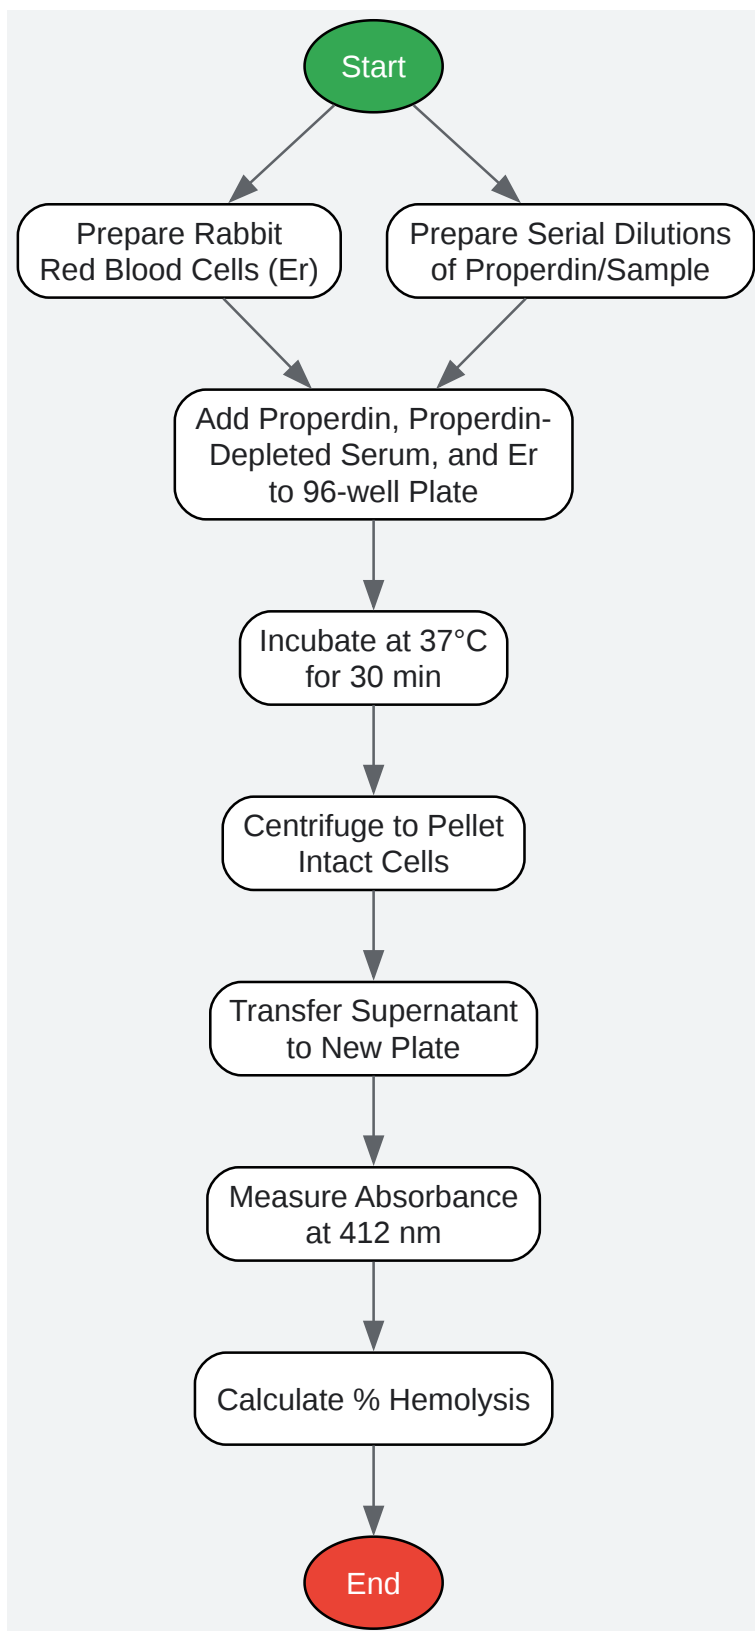 Start
Prepare Rabbit
Red Blood Cells (Er)
Prepare Serial Dilutions
of Properdin/Sample
Add Properdin, Properdin-
Depleted Serum, and Er
to 96-well Plate
Incubate at 37°C
for 30 min
Centrifuge to Pellet
Intact Cells
Transfer Supernatant
to New Plate
Measure Absorbance
at 412 nm
Calculate % Hemolysis
End